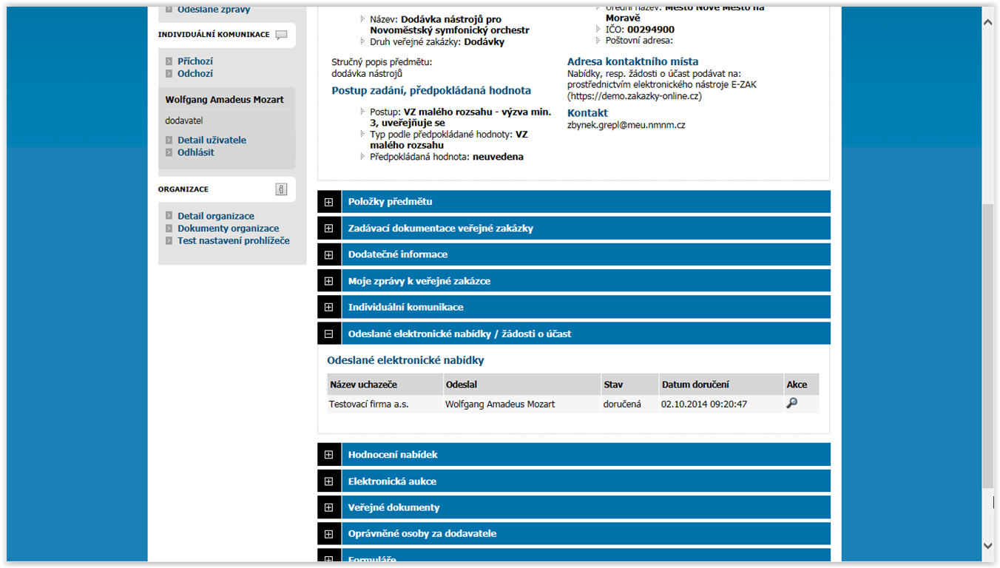 Odeslané zprávy
INDIVIDUÁLNÍ KOMUNIKACE
Příchozí
Odchozí
Wolfgang Amadeus Mozart
dodavatel
Detail uživatele
Odhlásit
ORGANIZACE
Detail organizace
Dokumenty organizace
Test nastavení prohlížeče
Název: Dodávka nástrojů pro
Novoměstský symfonický orchestr
Druh veřejné zakázky: Dodávky
Stručný popis předmětu:
dodávka nástrojů
Postup zadání, předpokládaná hodnota
Postup: VZ malého rozsahu - výzva min.
3, uveřejňuje se
Typ podle předpokládané hodnoty: VZ
malého rozsahu
Předpokládaná hodnota: neuvedena
Úřední název: Město Nové Město na
Moravě
IČO: 00294900
Poštovní adresa:
Adresa kontaktního místa
Nabídky, resp. žádosti o účast podávat na:
prostřednictvím elektronického nástroje E-ZAK
(https://demo.zakazky-online.cz)
Kontakt
zbynek.grepl@meu.nmnm.cz
Položky předmětu
Zadávací dokumentace veřejné zakázky
Dodatečné informace
Moje zprávy k veřejné zakázce
Individuální komunikace
Odeslané elektronické nabídky / žádosti o účast
Odeslané elektronické nabídky
Název uchazeče Odeslal Stav Datum doručení Akce
Testovací firma a.s. Wolfgang Amadeus Mozart doručená 02.10.2014 09:20:47
Hodnocení nabídek
Elektronická aukce
Veřejné dokumenty
Oprávněné osoby za dodavatele
Formuláře